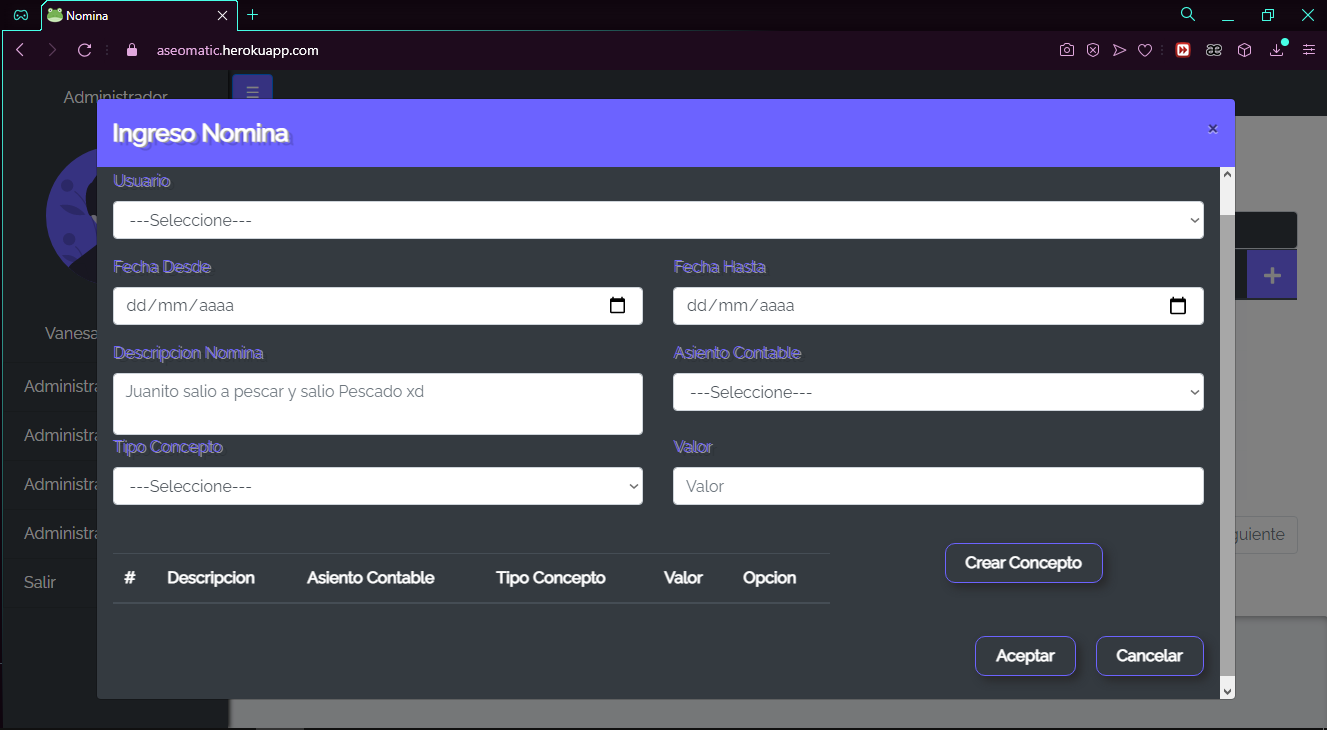 Nomina
aseomatic.herokuapp.com
Administrador
Ingreso Nomina
×
Usuario
---Seleccione---
Fecha Desde Fecha Hasta
dd/mm/aaaa dd/mm/aaaa
Vanesa
Descripcion Nomina Asiento Contable
Juanito salio a pescar y salio Pescado xd ---Seleccione---
Administra
Administra
Tipo Concepto Valor
---Seleccione--- Valor
Administra
Administra
guiente
Crear Concepto
# Descripcion Asiento Contable Tipo Concepto Valor Opcion
Salir
Aceptar Cancelar